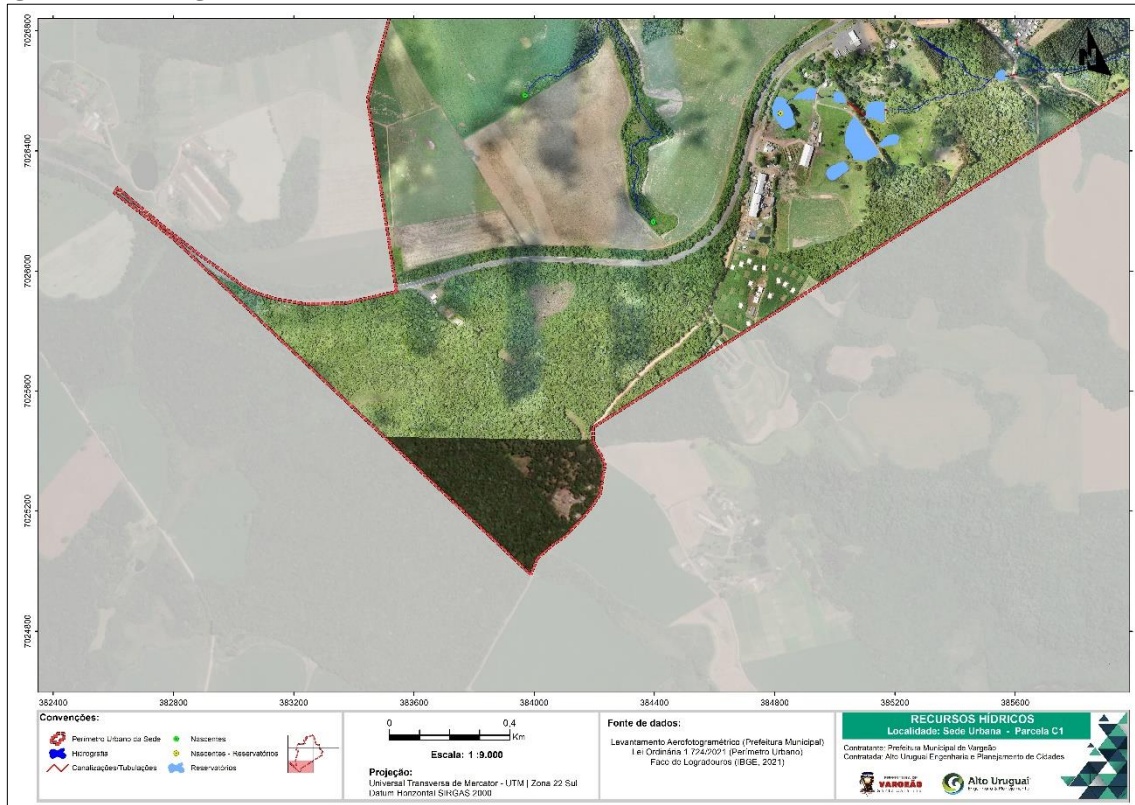 7026800
7026400
7026000
7025600
7025200
7024800
N
382400 382800 383200 383600 384000 384400 384800 385200 385600
Convenções:
Perímetro Urbano da Sede
Hidrografia
Canalizações/Tubulações
Nascentes
Nascentes - Reservatórios
Reservatórios
0 0,4
Km
Escala: 1 :9.000
Projeção:
Universal Transversa de Mercator - UTM | Zona 22 Sul
Datum Horizontal SIRGAS 2000
Fonte de dados:
Levantamento Aerofotogramétrico (Prefeitura Municipal)
Lei Ordinária 1.724/2021 (Perímetro Urbano)
Face de Logradouros (IBGE, 2021)
RECURSOS HÍDRICOS
Localidade: Sede Urbana - Parcela C1
Contratante: Prefeitura Municipal de Vargeão
Contratada: Alto Uruguai Engenharia e Planejamento de Cidades
VARGEÃO
Alto Uruguai